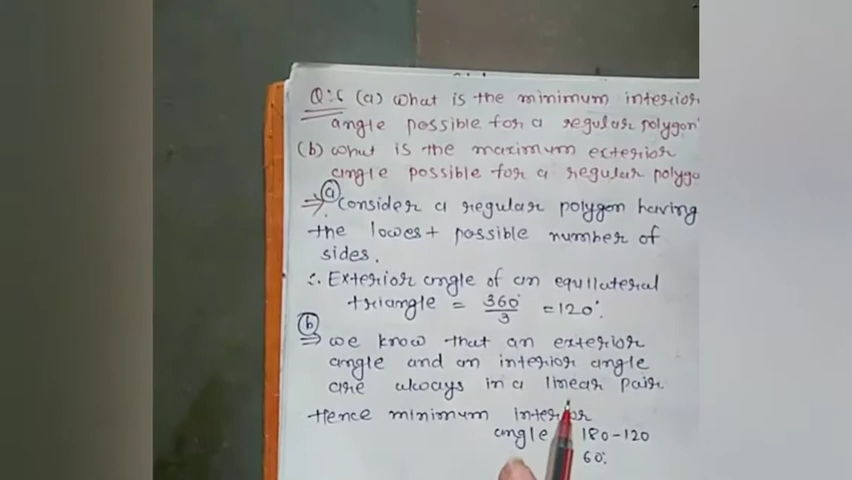 Q:6 (a) What is the minimum interior
angle possible for a regular polygon
(b) what is the maximum exterior
angle possible for a regular polygo
ⓐ
⇒ Consider a regular polygon having
the lowest possible number of
sides.
∴ Exterior angle of an equllateral
triangle = 360°/3 = 120°.
ⓑ
⇒ we know that an exterior
angle and an interior angle
are always in a linear pair
Hence minimum interior
angle 180-120
60°.